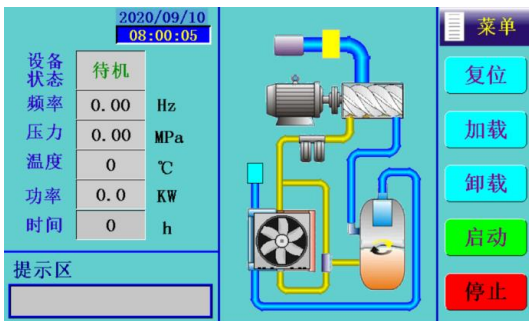 2020/09/10
08:00:05
菜单
设备状态 待机
频率 0.00 Hz
压力 0.00 MPa
温度 0 ℃
功率 0.0 KW
时间 0 h
提示区
复位
加载
卸载
启动
停止